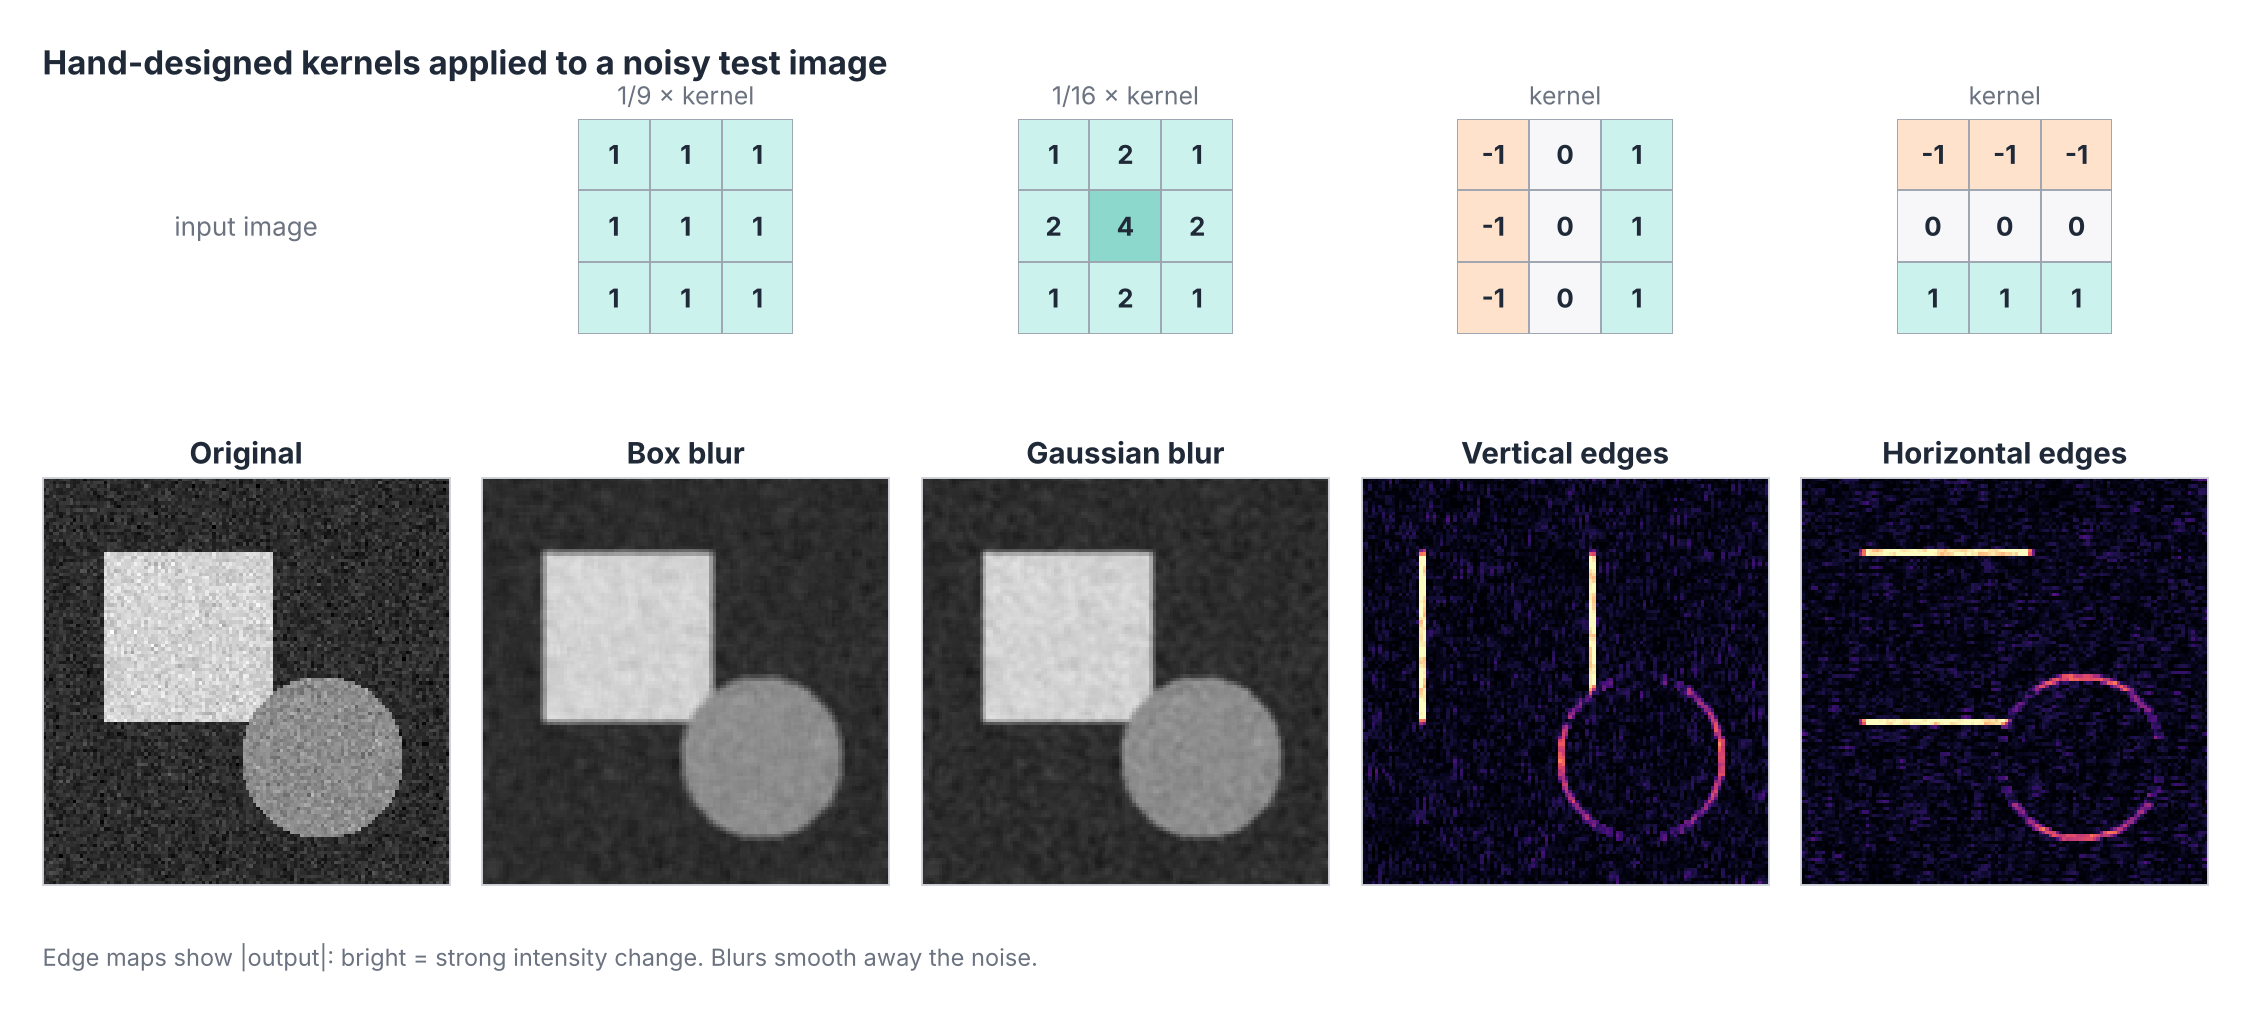 Hand-designed kernels applied to a noisy test image
1/9 × kernel
1/16 × kernel
kernel
kernel
input image
1 1 1
1 1 1
1 1 1
1 2 1
2 4 2
1 2 1
-1 0 1
-1 0 1
-1 0 1
-1 -1 -1
0 0 0
1 1 1
Original
Box blur
Gaussian blur
Vertical edges
Horizontal edges
Edge maps show |output|: bright = strong intensity change. Blurs smooth away the noise.